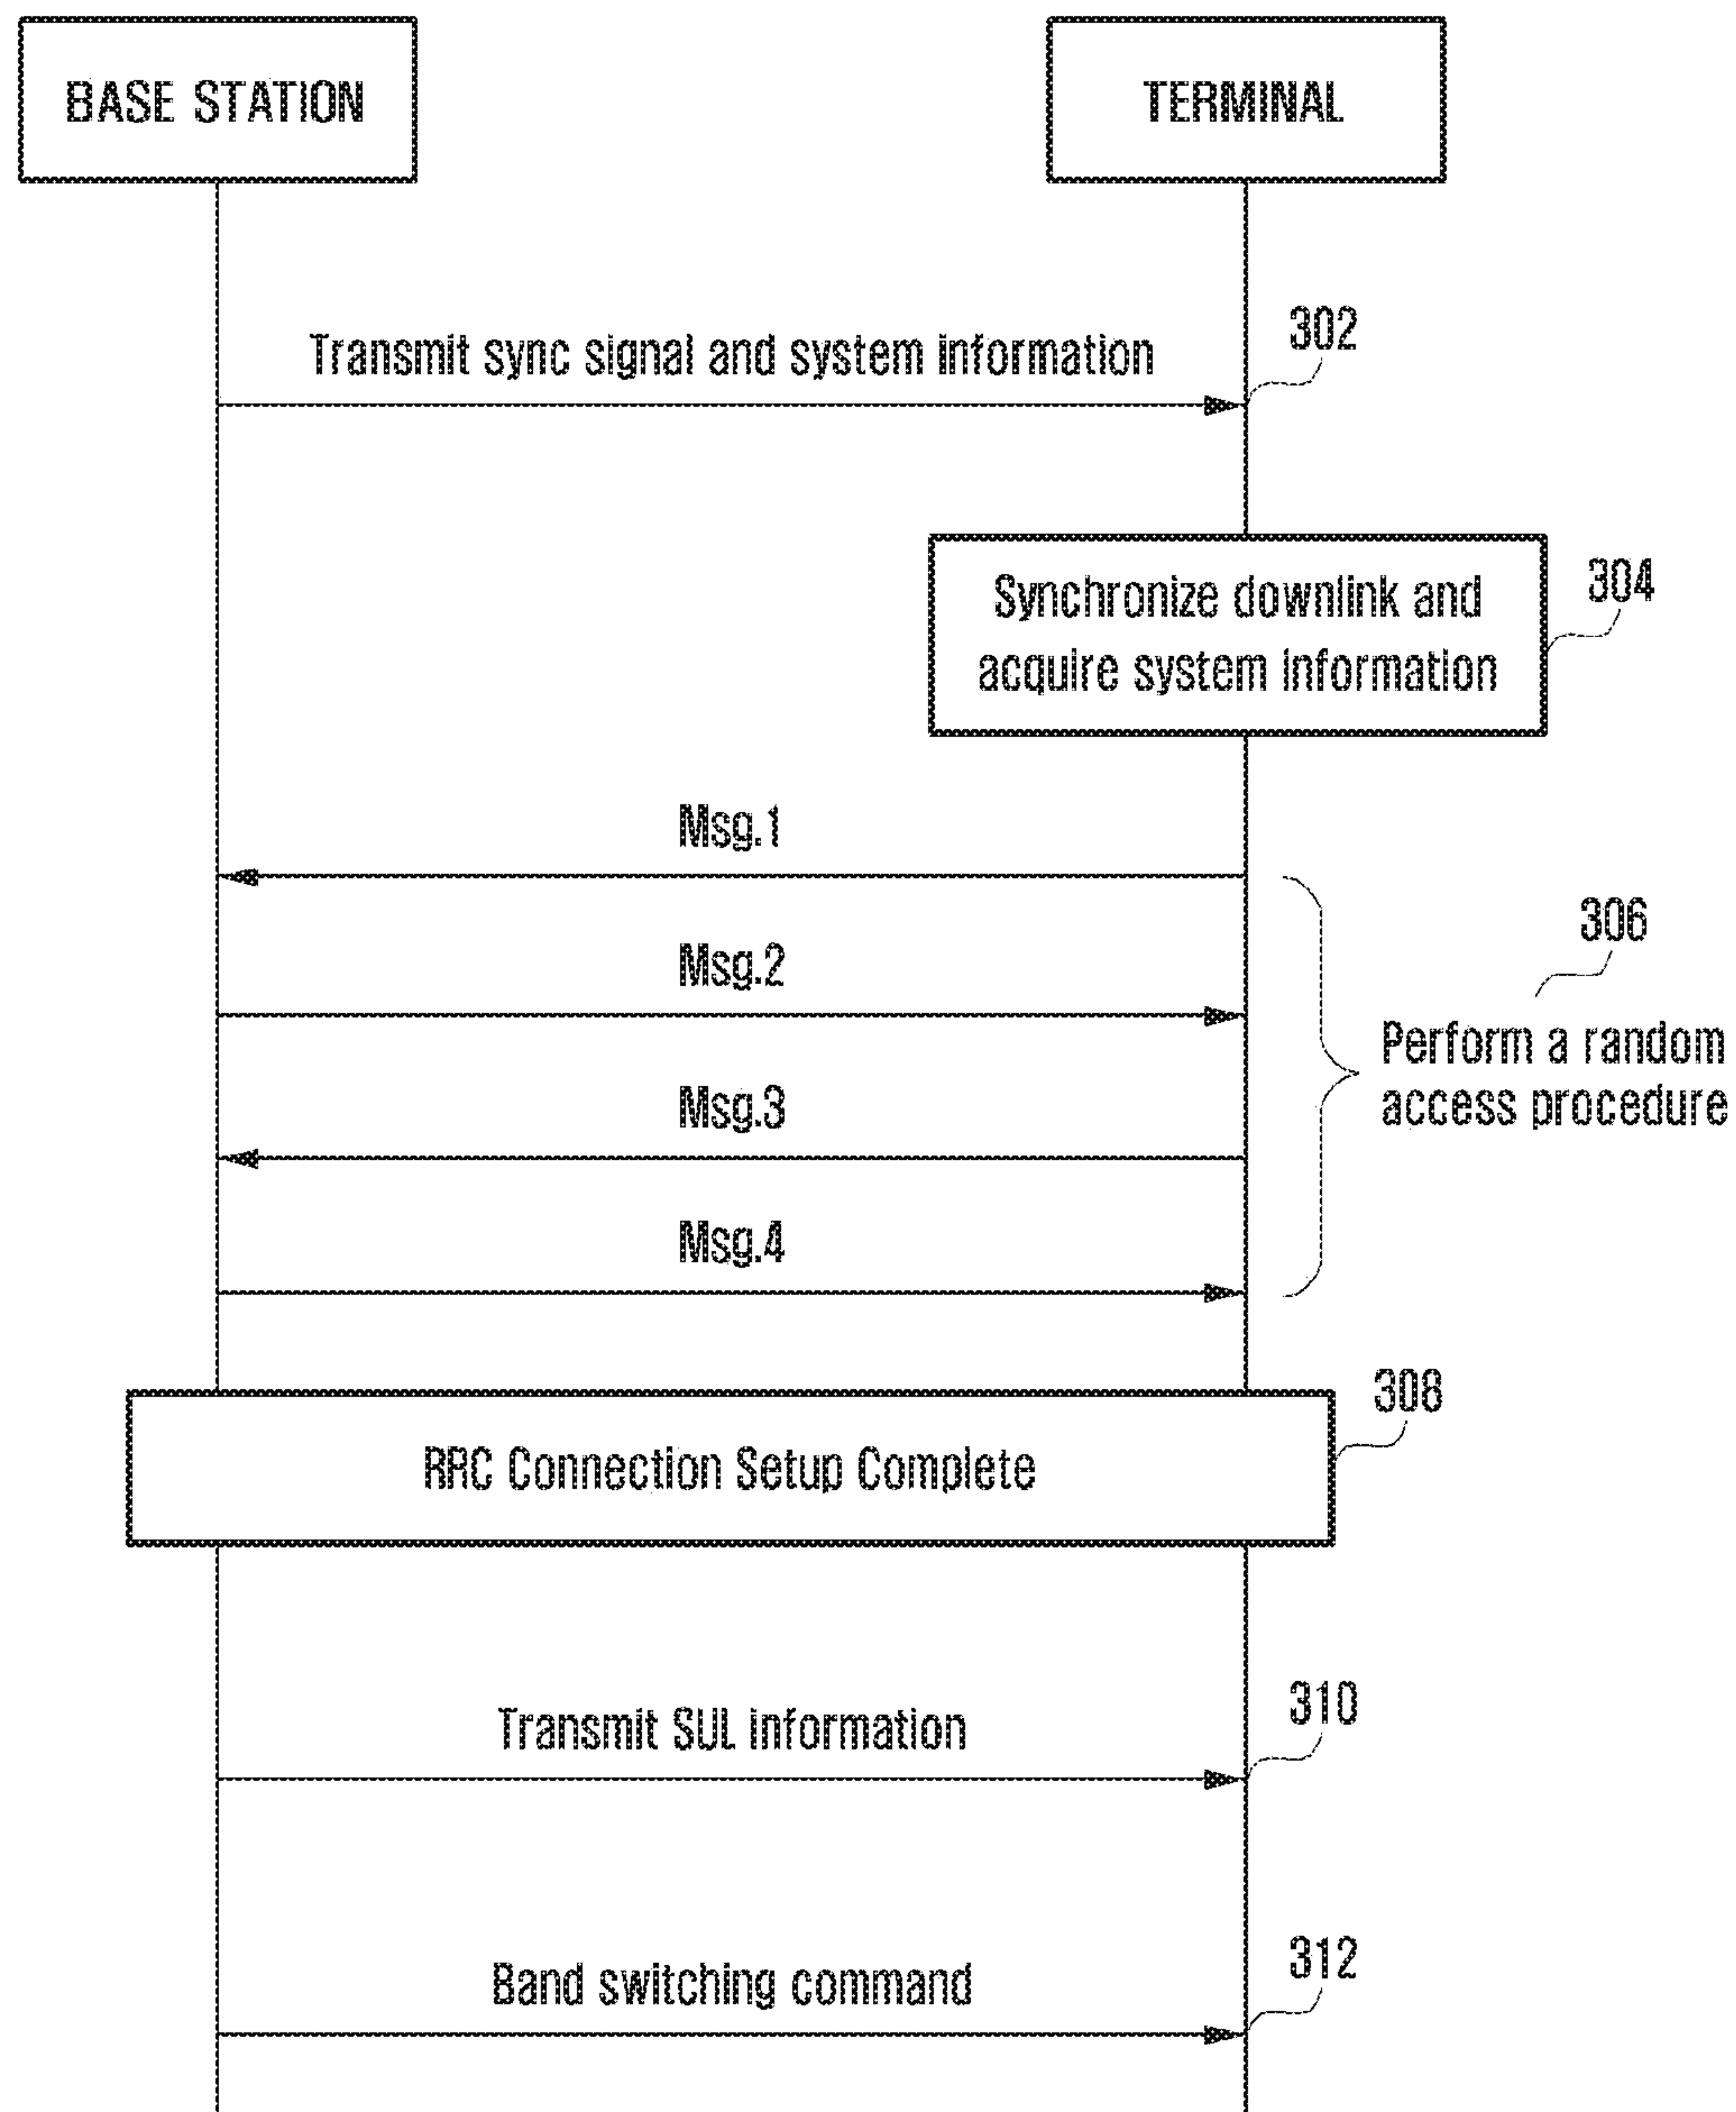 BASE STATION
TERMINAL
302
Transmit sync signal and system information
304
Synchronize downlink and
acquire system information
Msg.1
306
Msg.2
Perform a random
access procedure
Msg.3
Msg.4
308
RRC Connection Setup Complete
310
Transmit SUL information
312
Band switching command